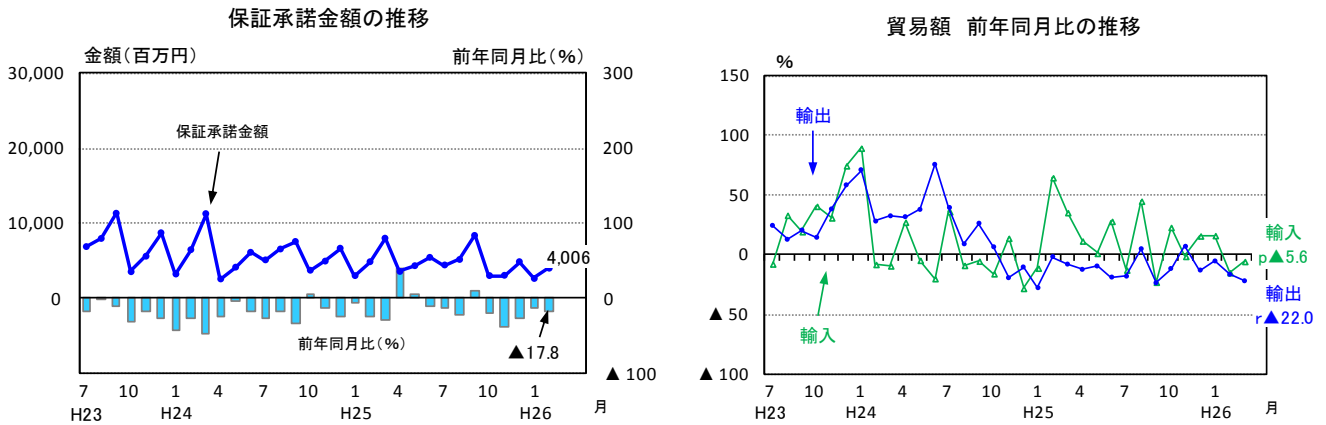 保証承諾金額の推移
金額(百万円)
前年同月比(%)
30,000
300
20,000
200
10,000
100
0
0
▲ 100
保証承諾金額
4,006
前年同月比(%)
▲17.8
7 10 1 4 7 10 1 4 7 10 1 月
H23 H24 H25 H26
貿易額 前年同月比の推移
%
150
100
50
0
▲ 50
▲ 100
輸出
輸入
輸入
p▲5.6
輸出
r▲22.0
7 10 1 4 7 10 1 4 7 10 1 月
H23 H24 H25 H26